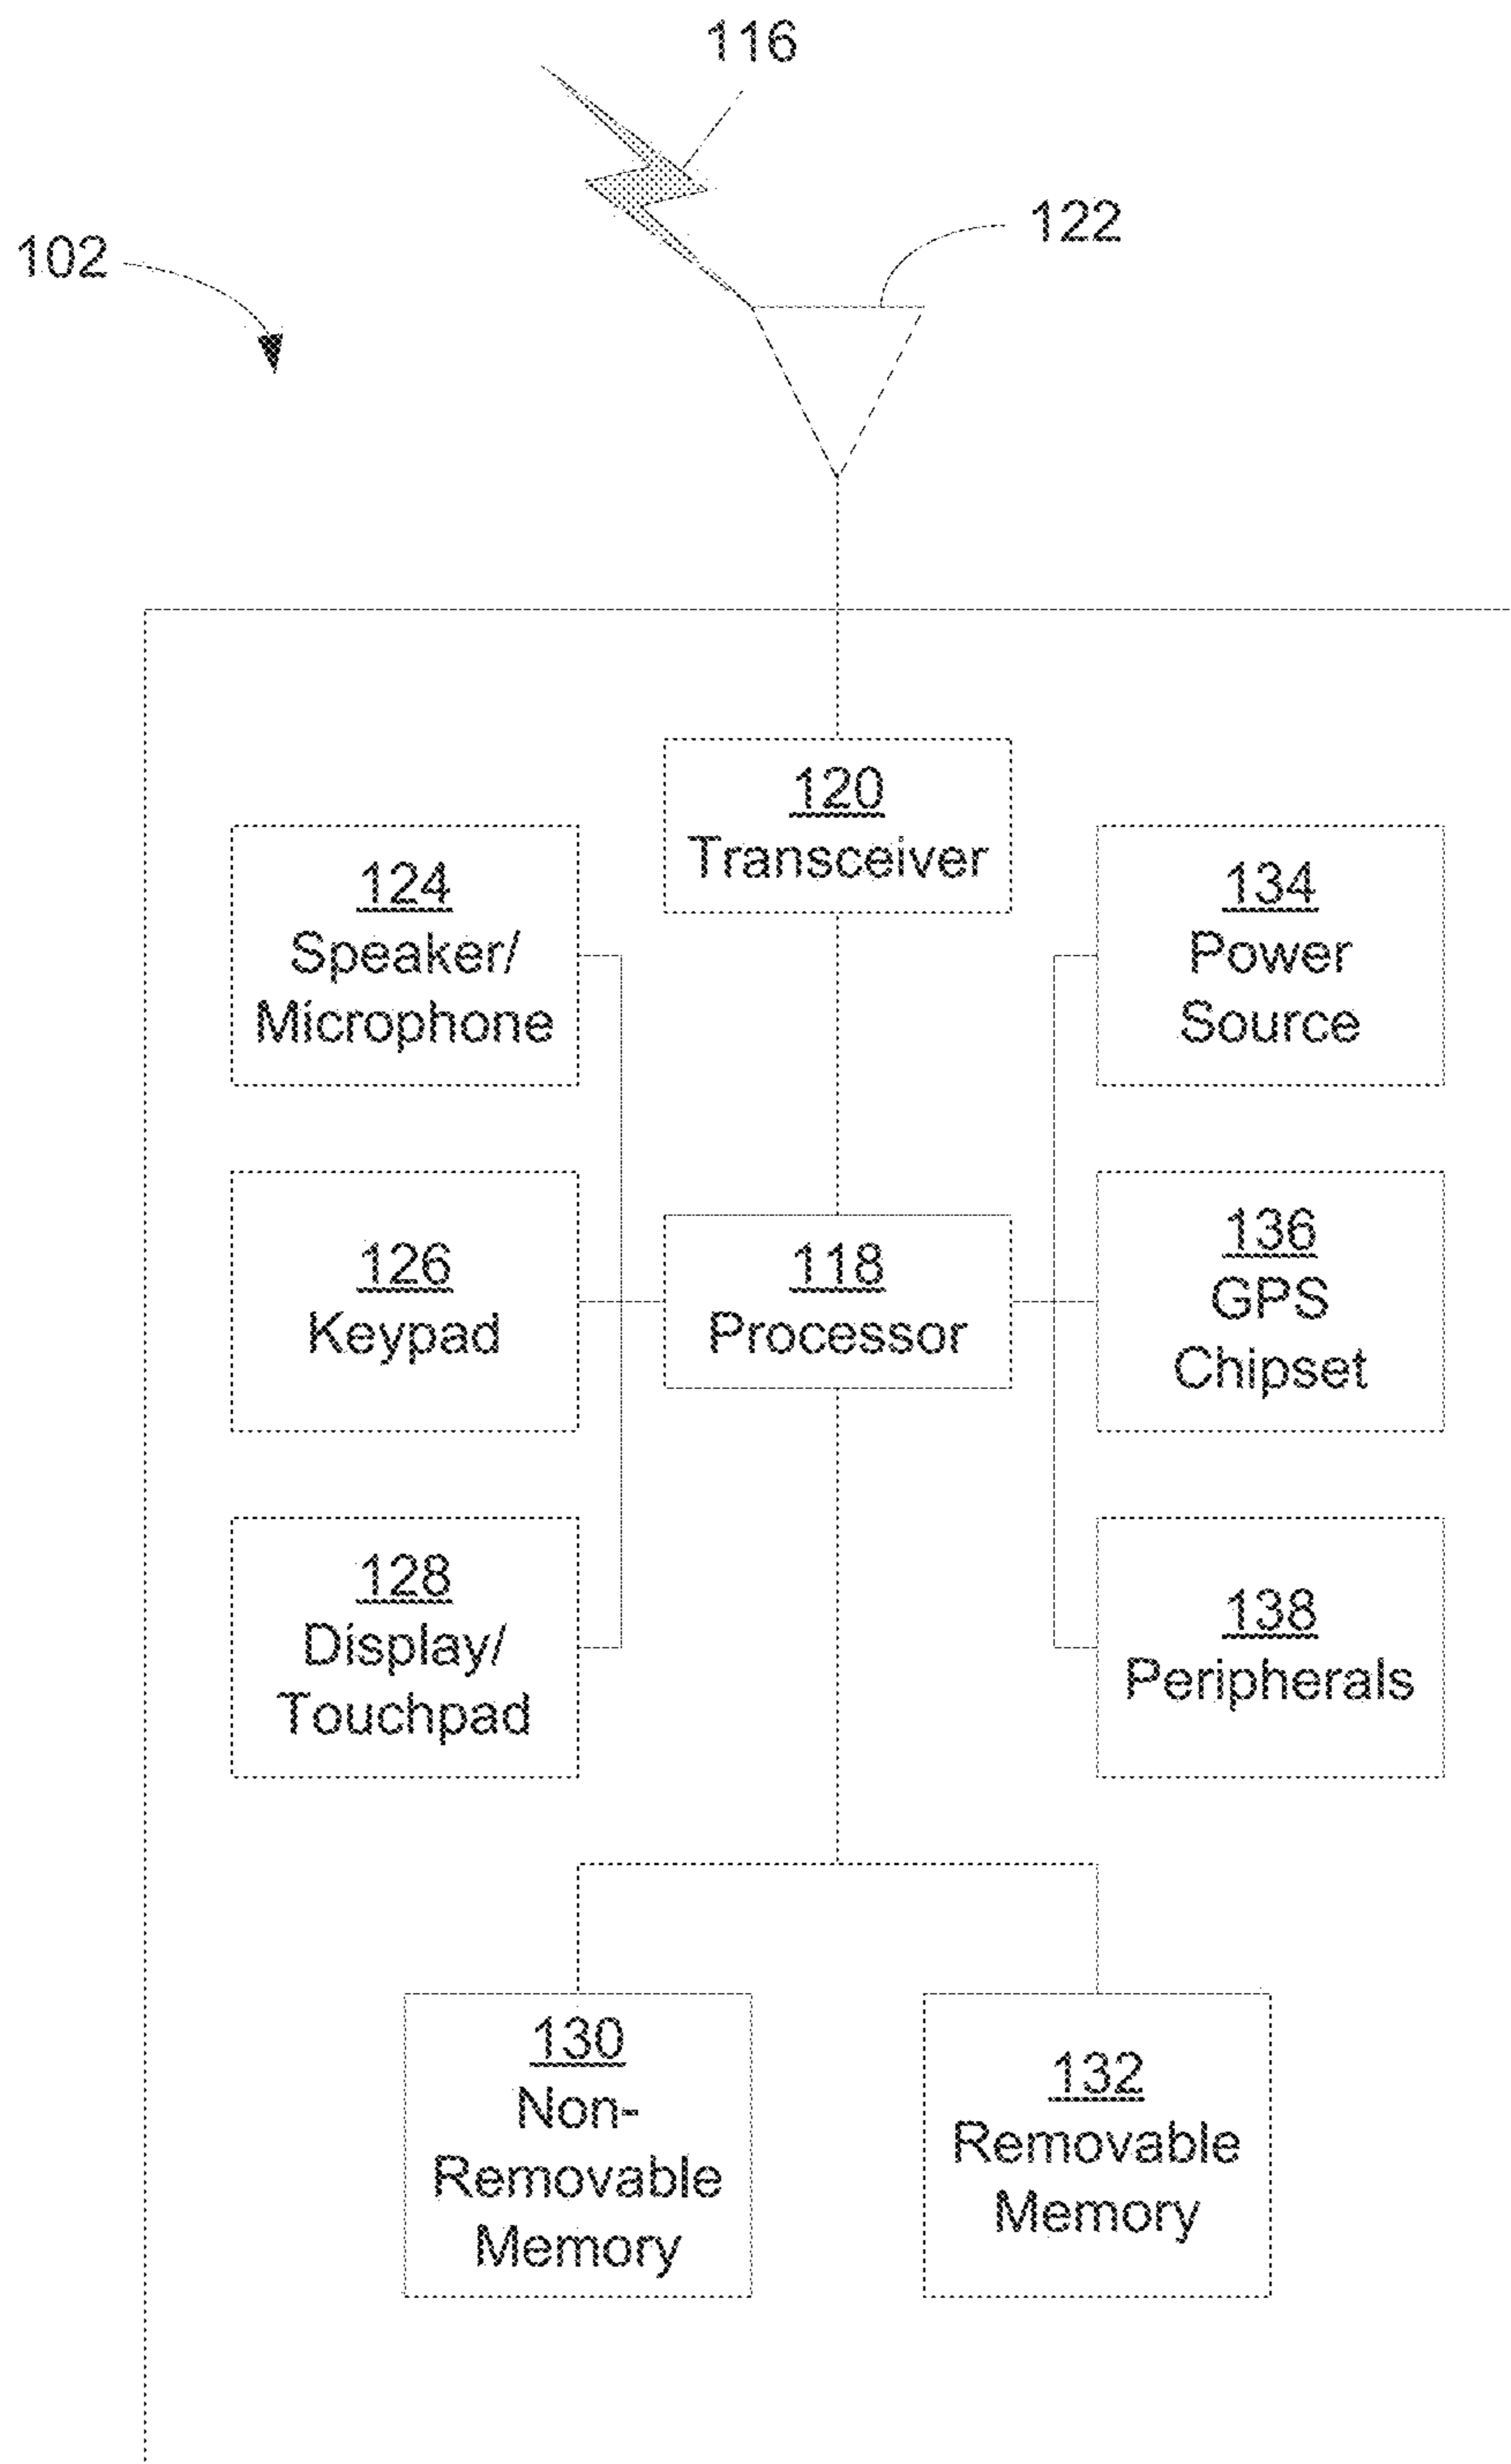 116
122
102
120
Transceiver
124
Speaker/
Microphone
134
Power
Source
126
Keypad
118
Processor
136
GPS
Chipset
128
Display/
Touchpad
138
Peripherals
130
Non-
Removable
Memory
132
Removable
Memory